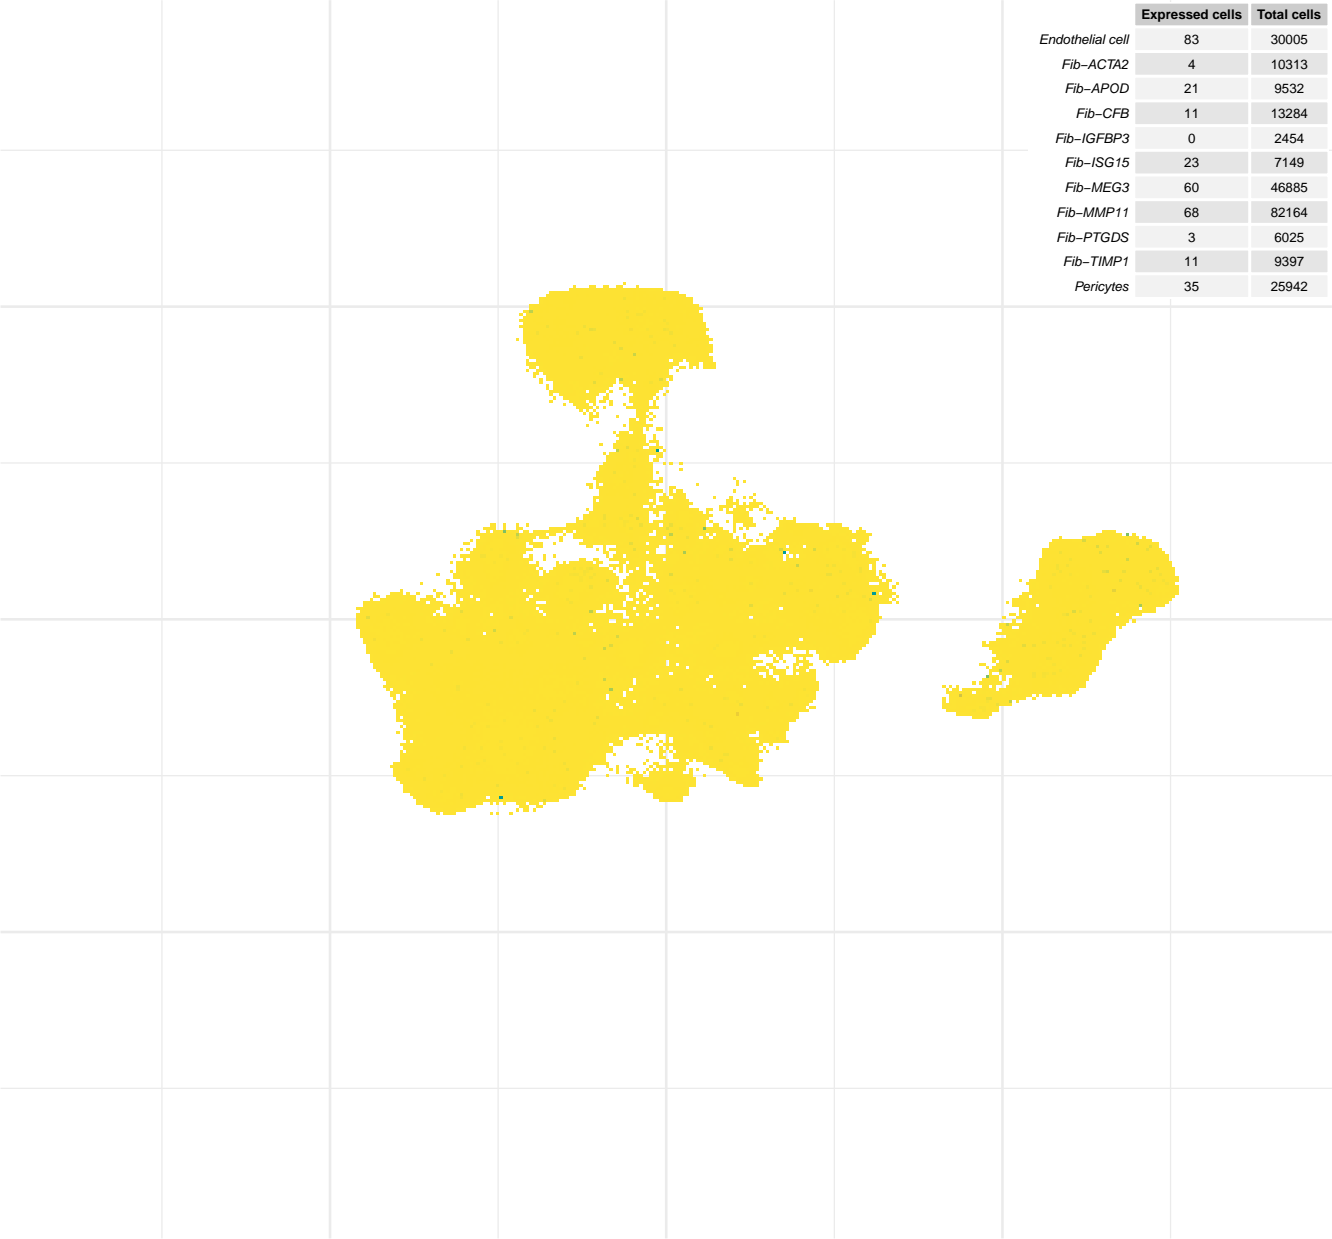 Expressed cells Total cells
Endothelial cell 83 30005
Fib−ACTA2 4 10313
Fib−APOD 21 9532
Fib−CFB 11 13284
Fib−IGFBP3 0 2454
Fib−ISG15 23 7149
Fib−MEG3 60 46885
Fib−MMP11 68 82164
Fib−PTGDS 3 6025
Fib−TIMP1 11 9397
Pericytes 35 25942